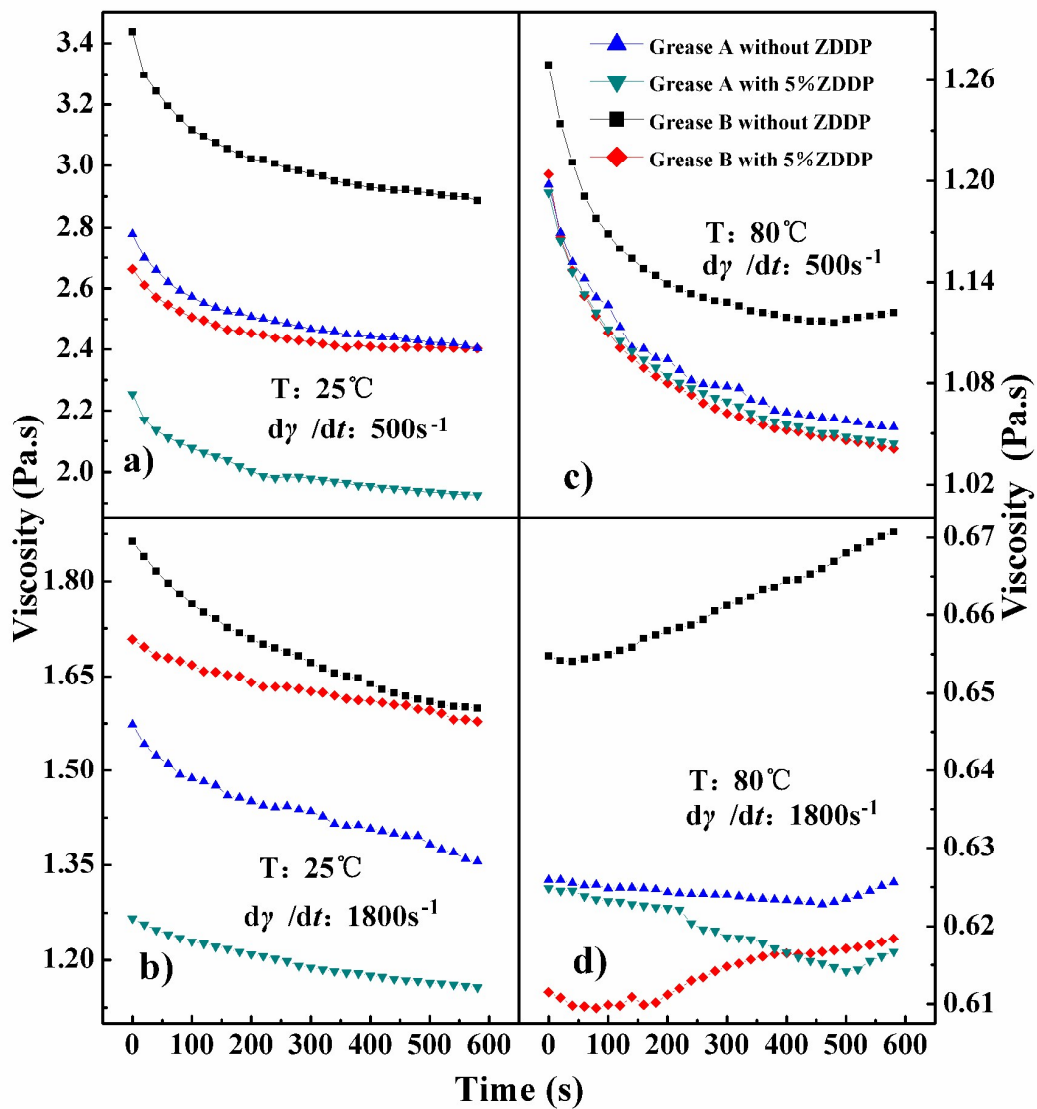 3.4
3.2
3.0
2.8
2.6
2.4
2.2
2.0
T: 25℃
dγ /dt: 500s⁻¹
a)
Grease A without ZDDP
Grease A with 5%ZDDP
Grease B without ZDDP
Grease B with 5%ZDDP
T: 80℃
dγ /dt: 500s⁻¹
c)
1.26
1.20
1.14
1.08
1.02
Viscosity (Pa.s)
Viscosity (Pa.s)
1.80
1.65
1.50
1.35
1.20
T: 25℃
dγ /dt: 1800s⁻¹
b)
T: 80℃
dγ /dt: 1800s⁻¹
d)
0.67
0.66
0.65
0.64
0.63
0.62
0.61
0 100 200 300 400 500 600
0 100 200 300 400 500 600
Time (s)